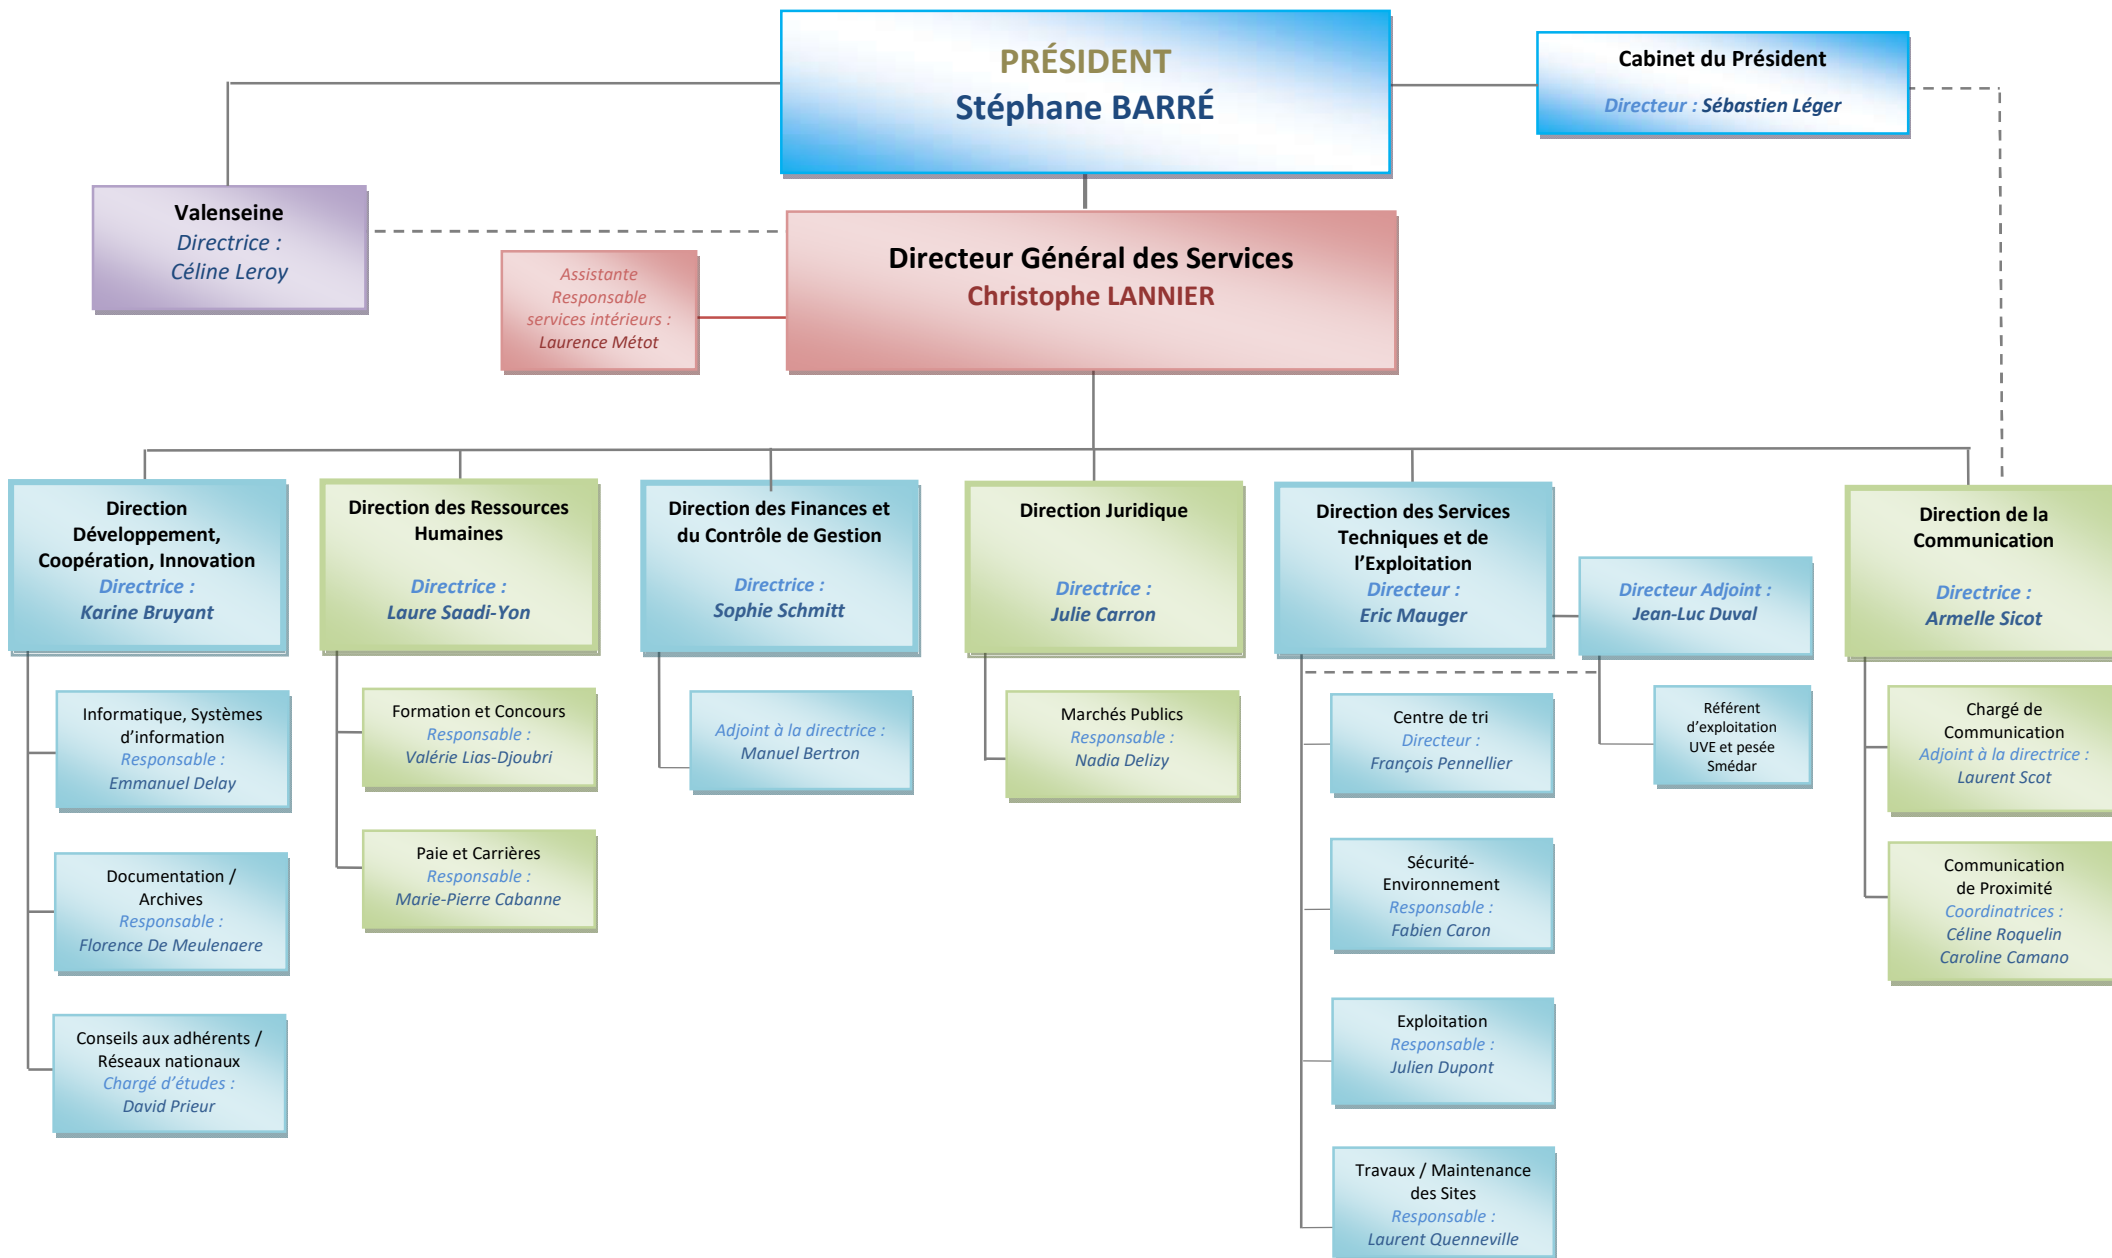 PRÉSIDENT
Stéphane BARRÉ
Cabinet du Président
Directeur : Sébastien Léger
Valenseine
Directrice :
Céline Leroy
Assistante
Responsable
services intérieurs :
Laurence Métot
Directeur Général des Services
Christophe LANNIER
Direction
Développement,
Coopération, Innovation
Directrice :
Karine Bruyant
Direction des Ressources
Humaines
Directrice :
Laure Saadi-Yon
Direction des Finances et
du Contrôle de Gestion
Directrice :
Sophie Schmitt
Direction Juridique
Directrice :
Julie Carron
Direction des Services
Techniques et de
l’Exploitation
Directeur :
Eric Mauger
Directeur Adjoint :
Jean-Luc Duval
Direction de la
Communication
Directrice :
Armelle Sicot
Informatique, Systèmes
d’information
Responsable :
Emmanuel Delay
Documentation /
Archives
Responsable :
Florence De Meulenaere
Conseils aux adhérents /
Réseaux nationaux
Chargé d’études :
David Prieur
Formation et Concours
Responsable :
Valérie Lias-Djoubri
Paie et Carrières
Responsable :
Marie-Pierre Cabanne
Adjoint à la directrice :
Manuel Bertron
Marchés Publics
Responsable :
Nadia Delizy
Centre de tri
Directeur :
François Pennellier
Sécurité-
Environnement
Responsable :
Fabien Caron
Exploitation
Responsable :
Julien Dupont
Travaux / Maintenance
des Sites
Responsable :
Laurent Quenneville
Référent
d’exploitation
UVE et pesée
Smédar
Chargé de
Communication
Adjoint à la directrice :
Laurent Scot
Communication
de Proximité
Coordinatrices :
Céline Roquelin
Caroline Camano